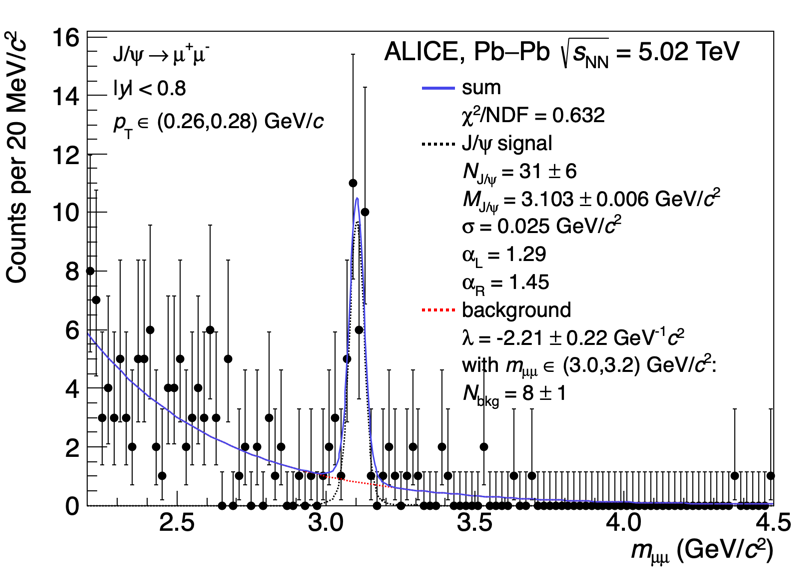 Counts per 20 MeV/c²
16
14
12
10
8
6
4
2
0
J/ψ → μ⁺μ⁻
|y| < 0.8
p_T ∈ (0.26,0.28) GeV/c
ALICE, Pb–Pb √s_NN = 5.02 TeV
sum
χ²/NDF = 0.632
J/ψ signal
N_J/ψ = 31 ± 6
M_J/ψ = 3.103 ± 0.006 GeV/c²
σ = 0.025 GeV/c²
α_L = 1.29
α_R = 1.45
background
λ = -2.21 ± 0.22 GeV⁻¹c²
with m_μμ ∈ (3.0,3.2) GeV/c²:
N_bkg = 8 ± 1
2.5 3.0 3.5 4.0 4.5
m_μμ (GeV/c²)